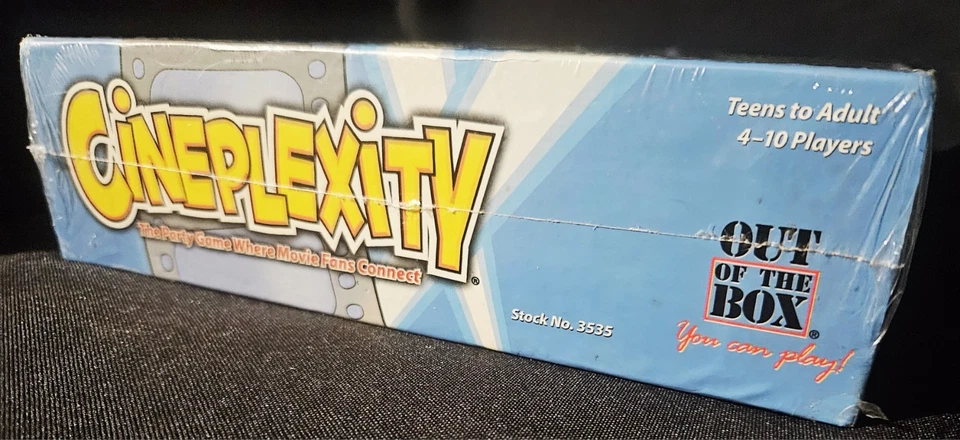 CiNEPLEXiTY®
The Party Game Where Movie Fans Connect
Teens to Adult
4–10 Players
OUT
OF THE
BOX®
You can play!
Stock No. 3535